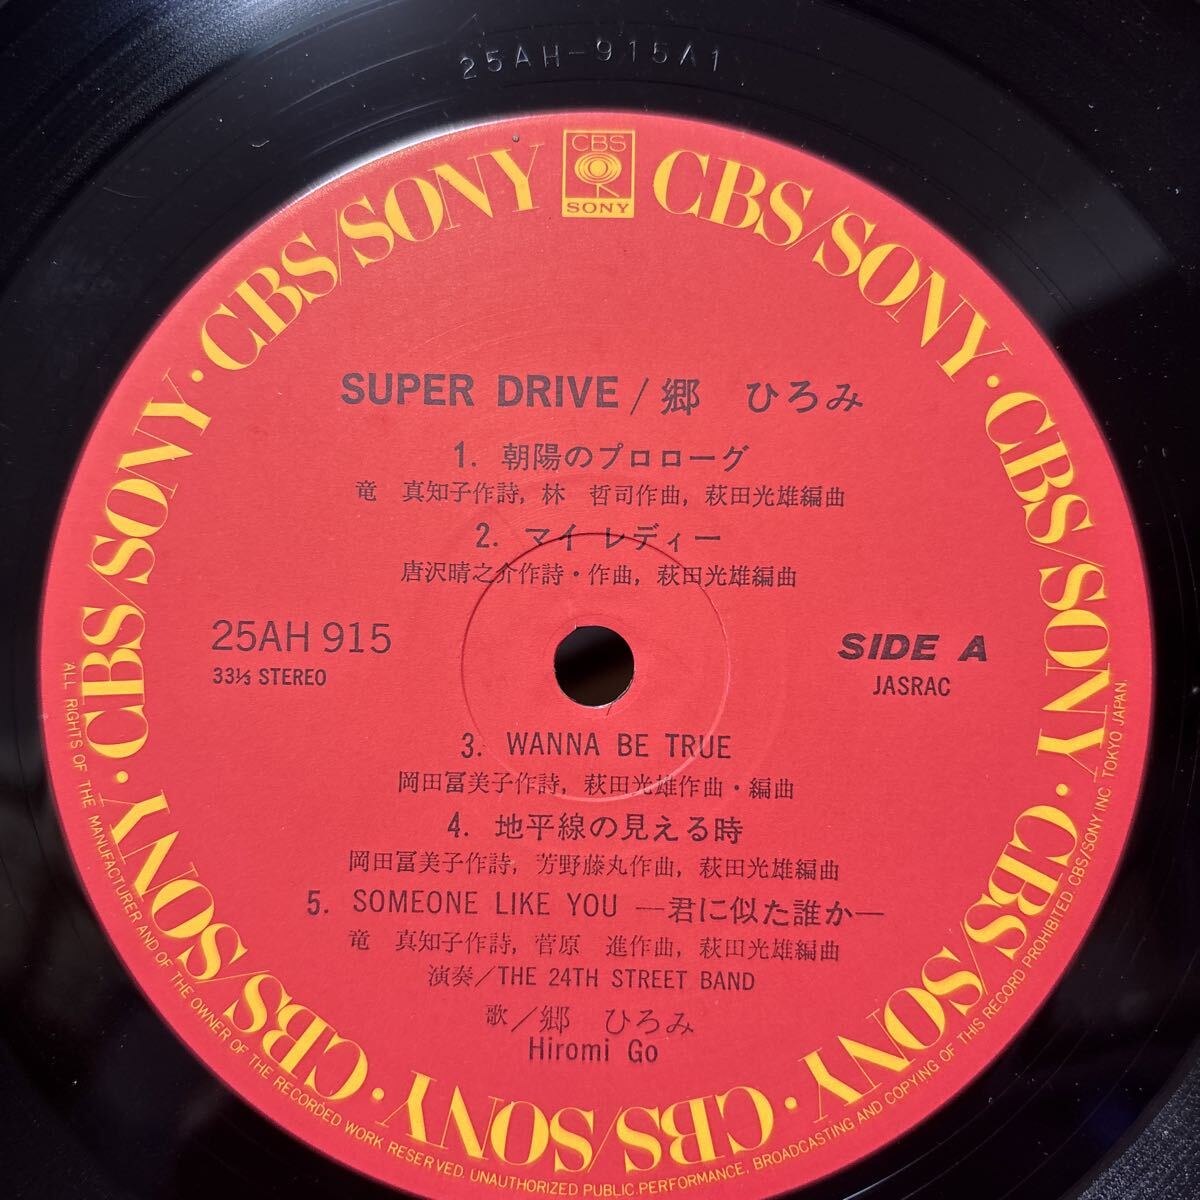 25AH-915A1
CBS
SONY
CBS/SONY · CBS/SONY · CBS/SONY · CBS/SONY · CBS/SONY · CBS/SONY · CBS/SONY · CBS/SONY
SUPER DRIVE/郷 ひろみ
1. 朝陽のプロローグ
竜 真知子作詩, 林 哲司作曲, 萩田光雄編曲
2. マイ レディー
唐沢晴之介作詩・作曲, 萩田光雄編曲
25AH 915
33⅓ STEREO
SIDE A
JASRAC
3. WANNA BE TRUE
岡田冨美子作詩, 萩田光雄作曲・編曲
4. 地平線の見える時
岡田冨美子作詩, 芳野藤丸作曲, 萩田光雄編曲
5. SOMEONE LIKE YOU —君に似た誰か—
竜 真知子作詩, 菅原 進作曲, 萩田光雄編曲
演奏/THE 24TH STREET BAND
歌/郷 ひろみ
Hiromi Go
ALL RIGHTS OF THE MANUFACTURER AND OF THE OWNER OF THE RECORDED WORK RESERVED. UNAUTHORIZED PUBLIC PERFORMANCE, BROADCASTING AND COPYING OF THIS RECORD PROHIBITED. CBS/SONY INC. TOKYO JAPAN.